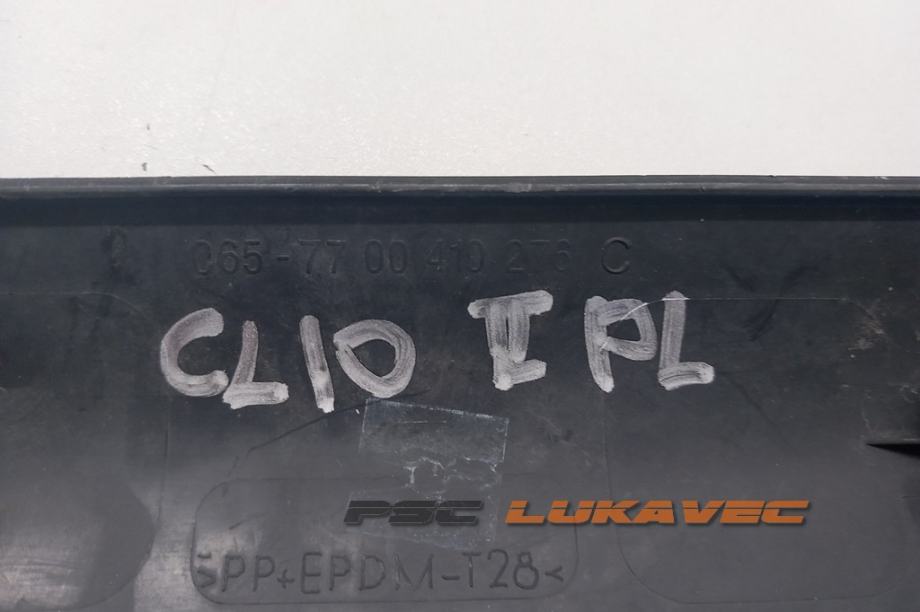 065-77 00 410 276 C
CLIO II PL
PSC LUKAVEC
>PP+EPDM-T28<